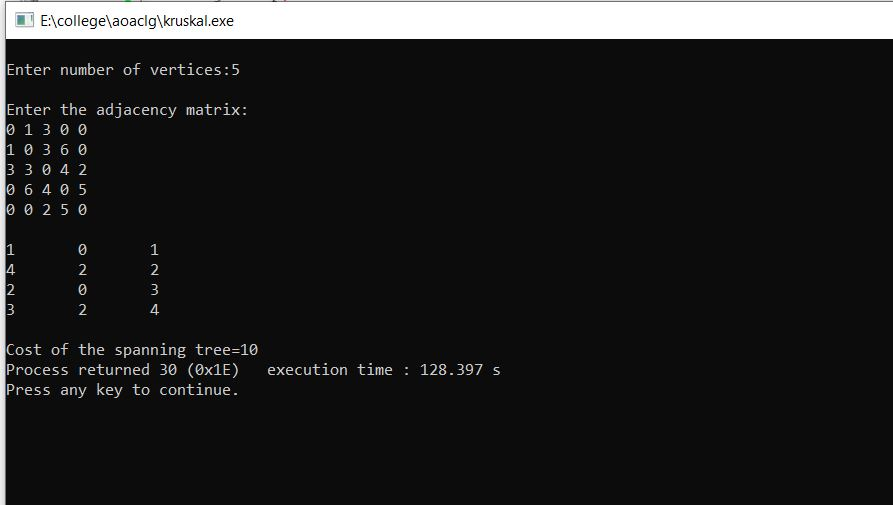 E:\college\aoaclg\kruskal.exe
Enter number of vertices:5
Enter the adjacency matrix:
0 1 3 0 0
1 0 3 6 0
3 3 0 4 2
0 6 4 0 5
0 0 2 5 0
1 0 1
4 2 2
2 0 3
3 2 4
Cost of the spanning tree=10
Process returned 30 (0x1E) execution time : 128.397 s
Press any key to continue.